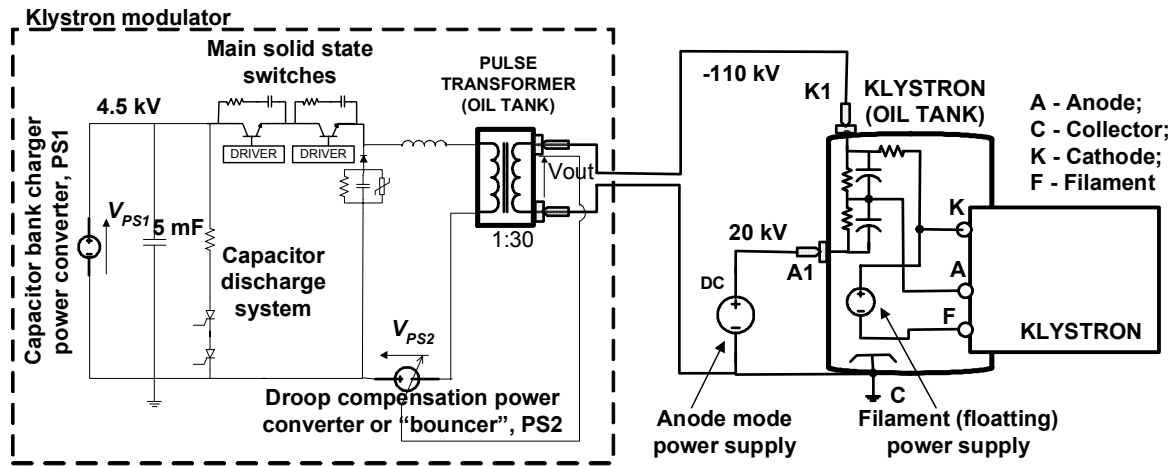 Klystron modulator
Main solid state
switches
4.5 kV
DRIVER
DRIVER
Capacitor bank charger
power converter, PS1
VPS1
5 mF
Capacitor
discharge
system
VPS2
Droop compensation power
converter or “bouncer”, PS2
PULSE
TRANSFORMER
(OIL TANK)
Vout
1:30
-110 kV
K1
KLYSTRON
(OIL TANK)
20 kV
A1
DC
Anode mode
power supply
K
A
F
C
KLYSTRON
Filament (floatting)
power supply
A - Anode;
C - Collector;
K - Cathode;
F - Filament